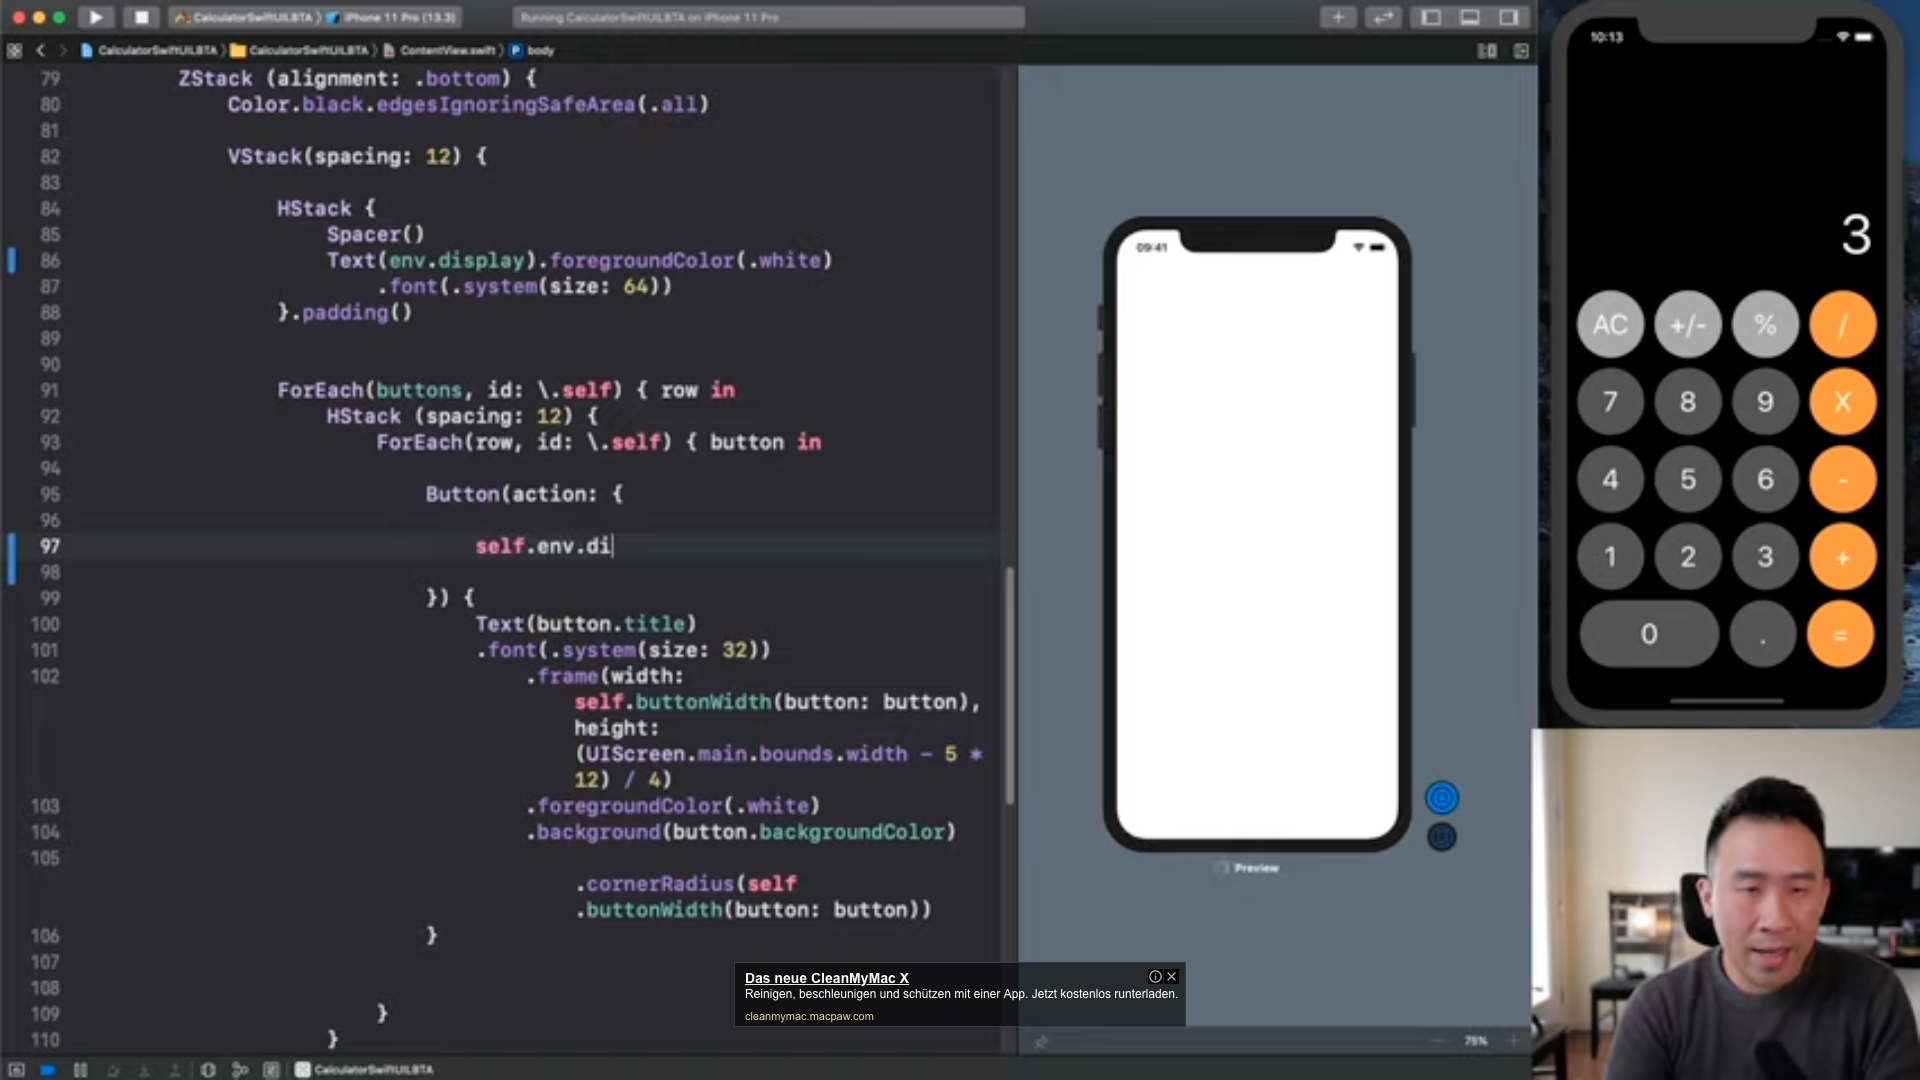 CalculatorSwiftUILBTA
iPhone 11 Pro (13.3)
Running CalculatorSwiftUILBTA on iPhone 11 Pro
CalculatorSwiftUILBTA
CalculatorSwiftUILBTA
ContentView.swift
P body
79 ZStack (alignment: .bottom) {
80 Color.black.edgesIgnoringSafeArea(.all)
81
82 VStack(spacing: 12) {
83
84 HStack {
85 Spacer()
86 Text(env.display).foregroundColor(.white)
87 .font(.system(size: 64))
88 }.padding()
89
90
91 ForEach(buttons, id: \.self) { row in
92 HStack (spacing: 12) {
93 ForEach(row, id: \.self) { button in
94
95 Button(action: {
96
97 self.env.di
98
99 }) {
100 Text(button.title)
101 .font(.system(size: 32))
102 .frame(width:
self.buttonWidth(button: button),
height:
(UIScreen.main.bounds.width - 5 *
12) / 4)
103 .foregroundColor(.white)
104 .background(button.backgroundColor)
105
.cornerRadius(self
.buttonWidth(button: button))
106 }
107
108
109 }
110 }
09:41
Preview
75%
10:13
3
AC +/- % /
7 8 9 X
4 5 6 -
1 2 3 +
0 . =
Das neue CleanMyMac X
Reinigen, beschleunigen und schützen mit einer App. Jetzt kostenlos runterladen.
cleanmymac.macpaw.com
CalculatorSwiftUILBTA